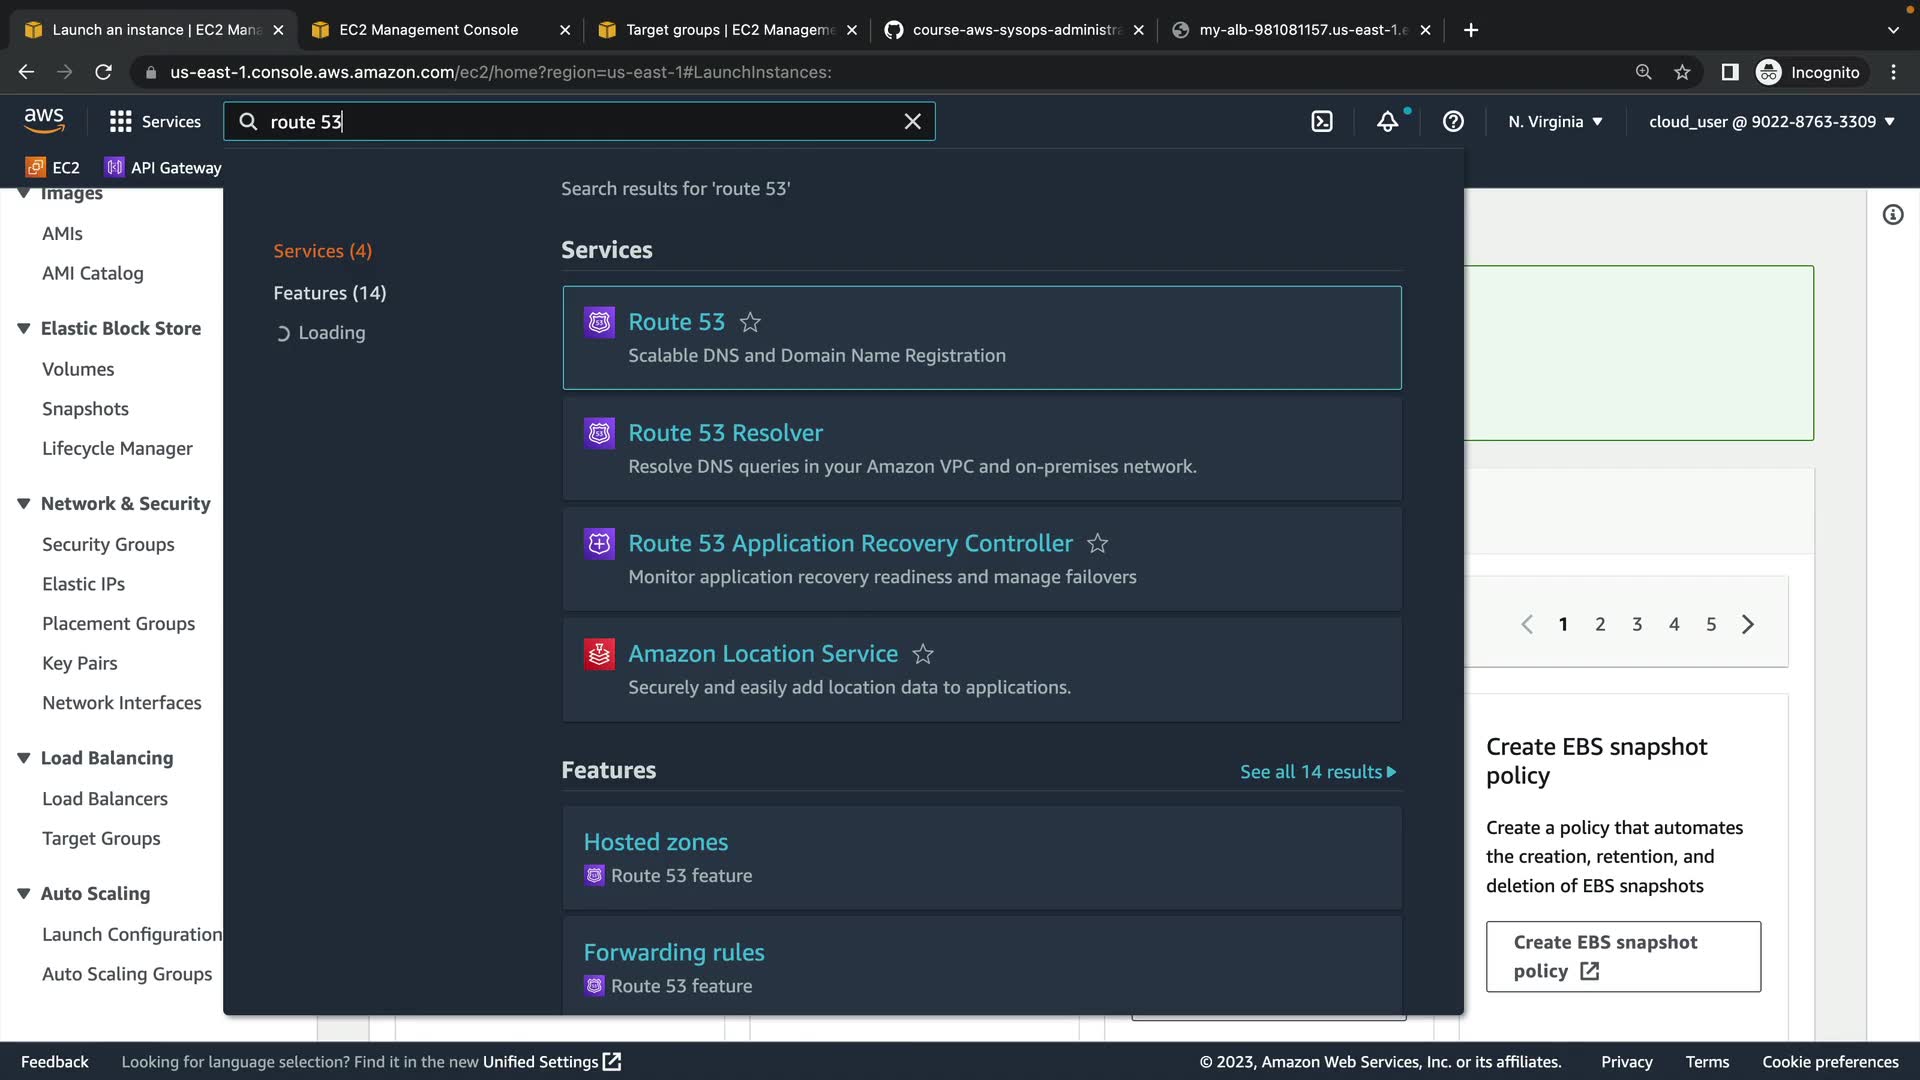 Launch an instance | EC2 Mana
EC2 Management Console
Target groups | EC2 Manageme
course-aws-sysops-administra
my-alb-981081157.us-east-1.e
us-east-1.console.aws.amazon.com/ec2/home?region=us-east-1#LaunchInstances:
Incognito
aws
Services
route 53
N. Virginia
cloud_user @ 9022-8763-3309
EC2
API Gateway
Images
AMIs
AMI Catalog
Elastic Block Store
Volumes
Snapshots
Lifecycle Manager
Network & Security
Security Groups
Elastic IPs
Placement Groups
Key Pairs
Network Interfaces
Load Balancing
Load Balancers
Target Groups
Auto Scaling
Launch Configuration
Auto Scaling Groups
Search results for 'route 53'
Services (4)
Features (14)
Loading
Services
Route 53
Scalable DNS and Domain Name Registration
Route 53 Resolver
Resolve DNS queries in your Amazon VPC and on-premises network.
Route 53 Application Recovery Controller
Monitor application recovery readiness and manage failovers
Amazon Location Service
Securely and easily add location data to applications.
Features
See all 14 results
Hosted zones
Route 53 feature
Forwarding rules
Route 53 feature
1 2 3 4 5
Create EBS snapshot
policy
Create a policy that automates
the creation, retention, and
deletion of EBS snapshots
Create EBS snapshot
policy
Feedback
Looking for language selection? Find it in the new Unified Settings
© 2023, Amazon Web Services, Inc. or its affiliates.
Privacy
Terms
Cookie preferences